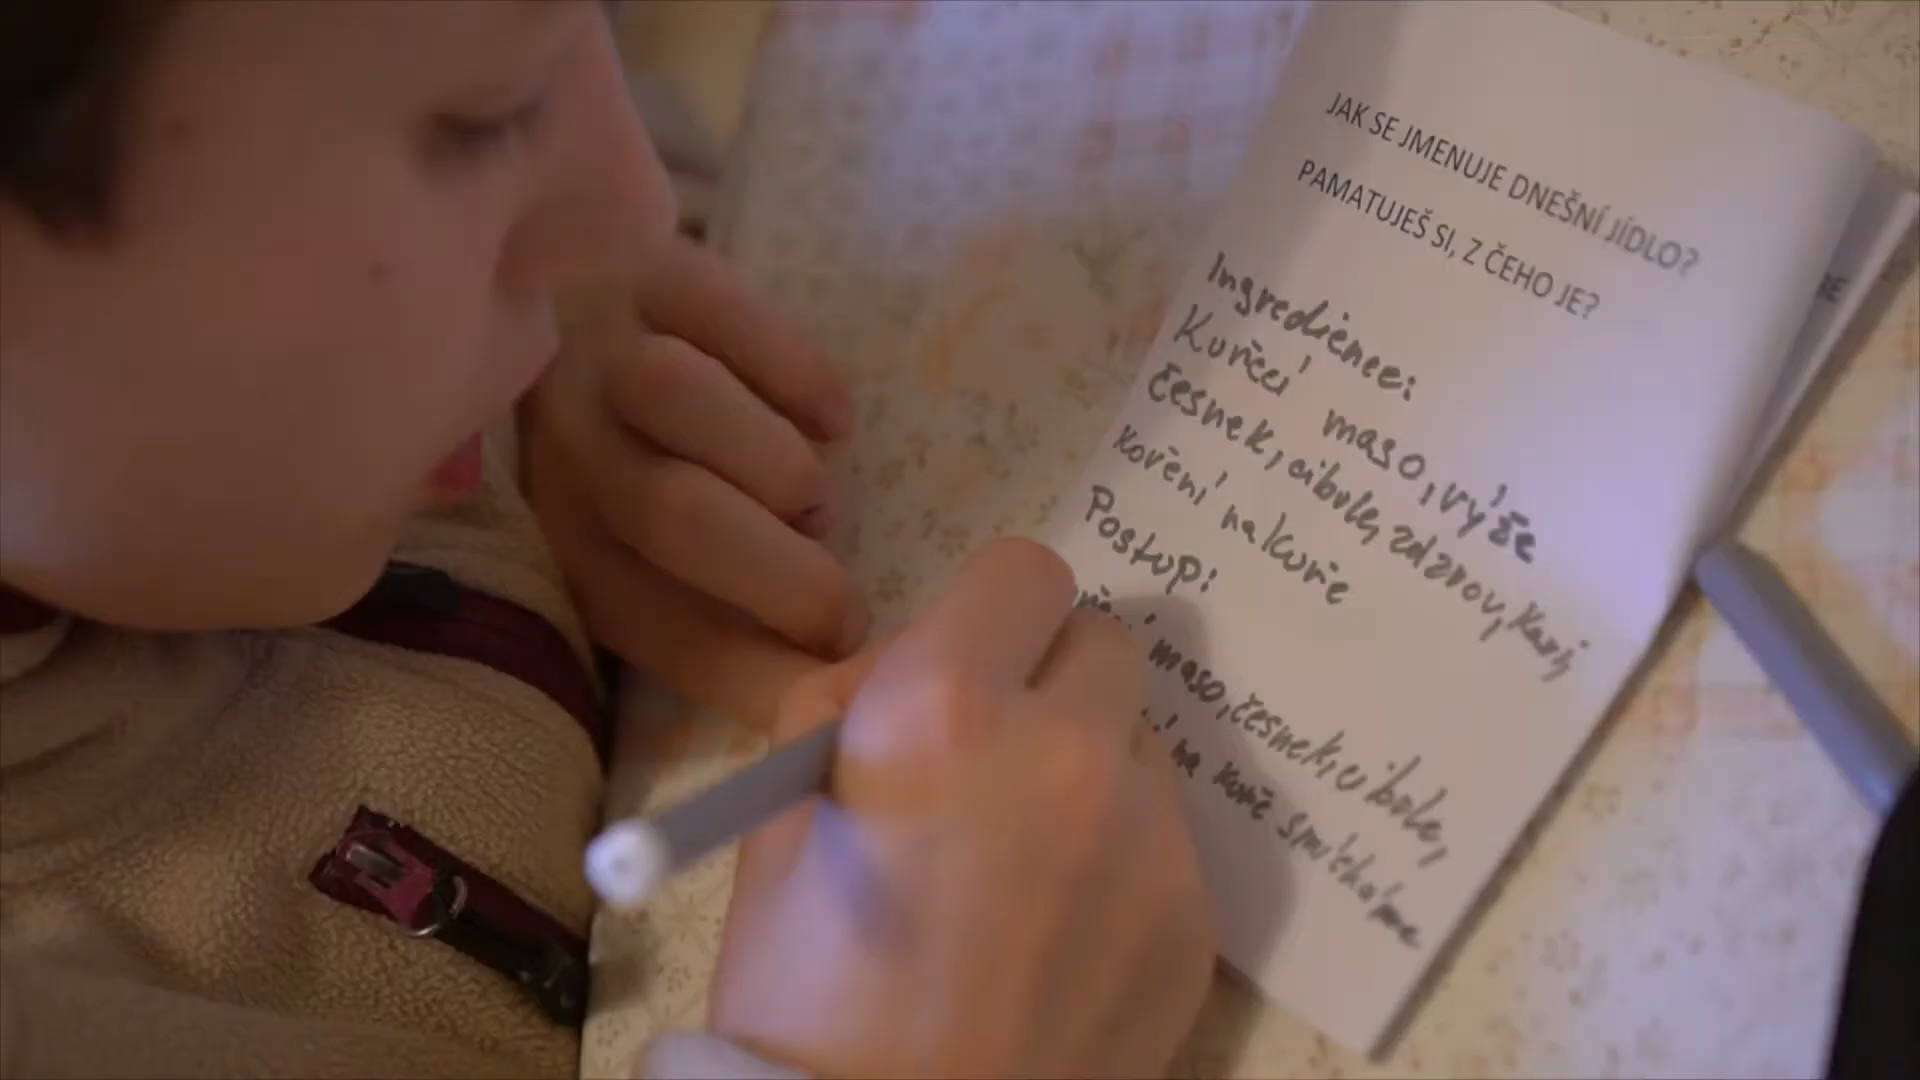 JAK SE JMENUJE DNEŠNÍ JÍDLO?
PAMATUJEŠ SI, Z ČEHO JE?
Ingredience:
Kuřecí maso, rýže
česnek, cibule, zázvor, Kari,
Koření na kuře
Postup:
maso, česnek, cibule,
na kuře smícháme